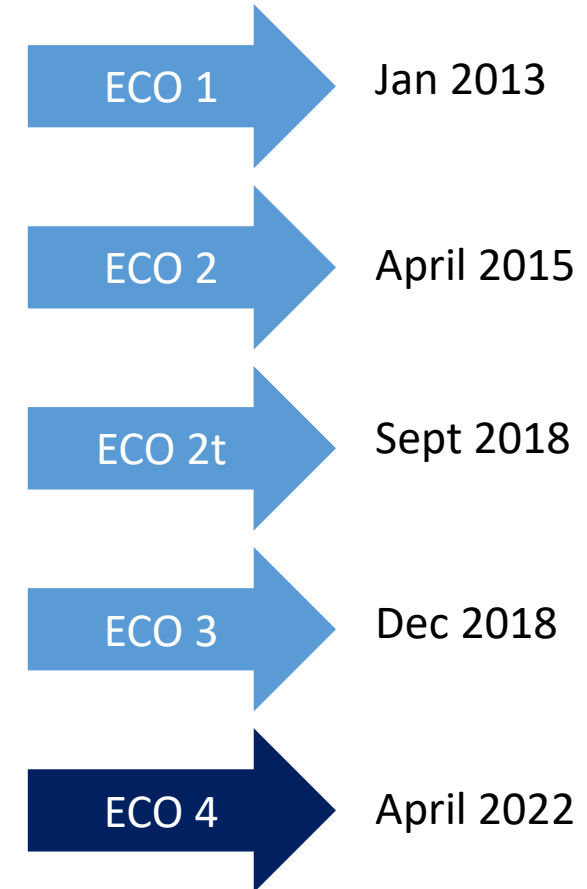 ECO 1 Jan 2013
ECO 2 April 2015
ECO 2t Sept 2018
ECO 3 Dec 2018
ECO 4 April 2022